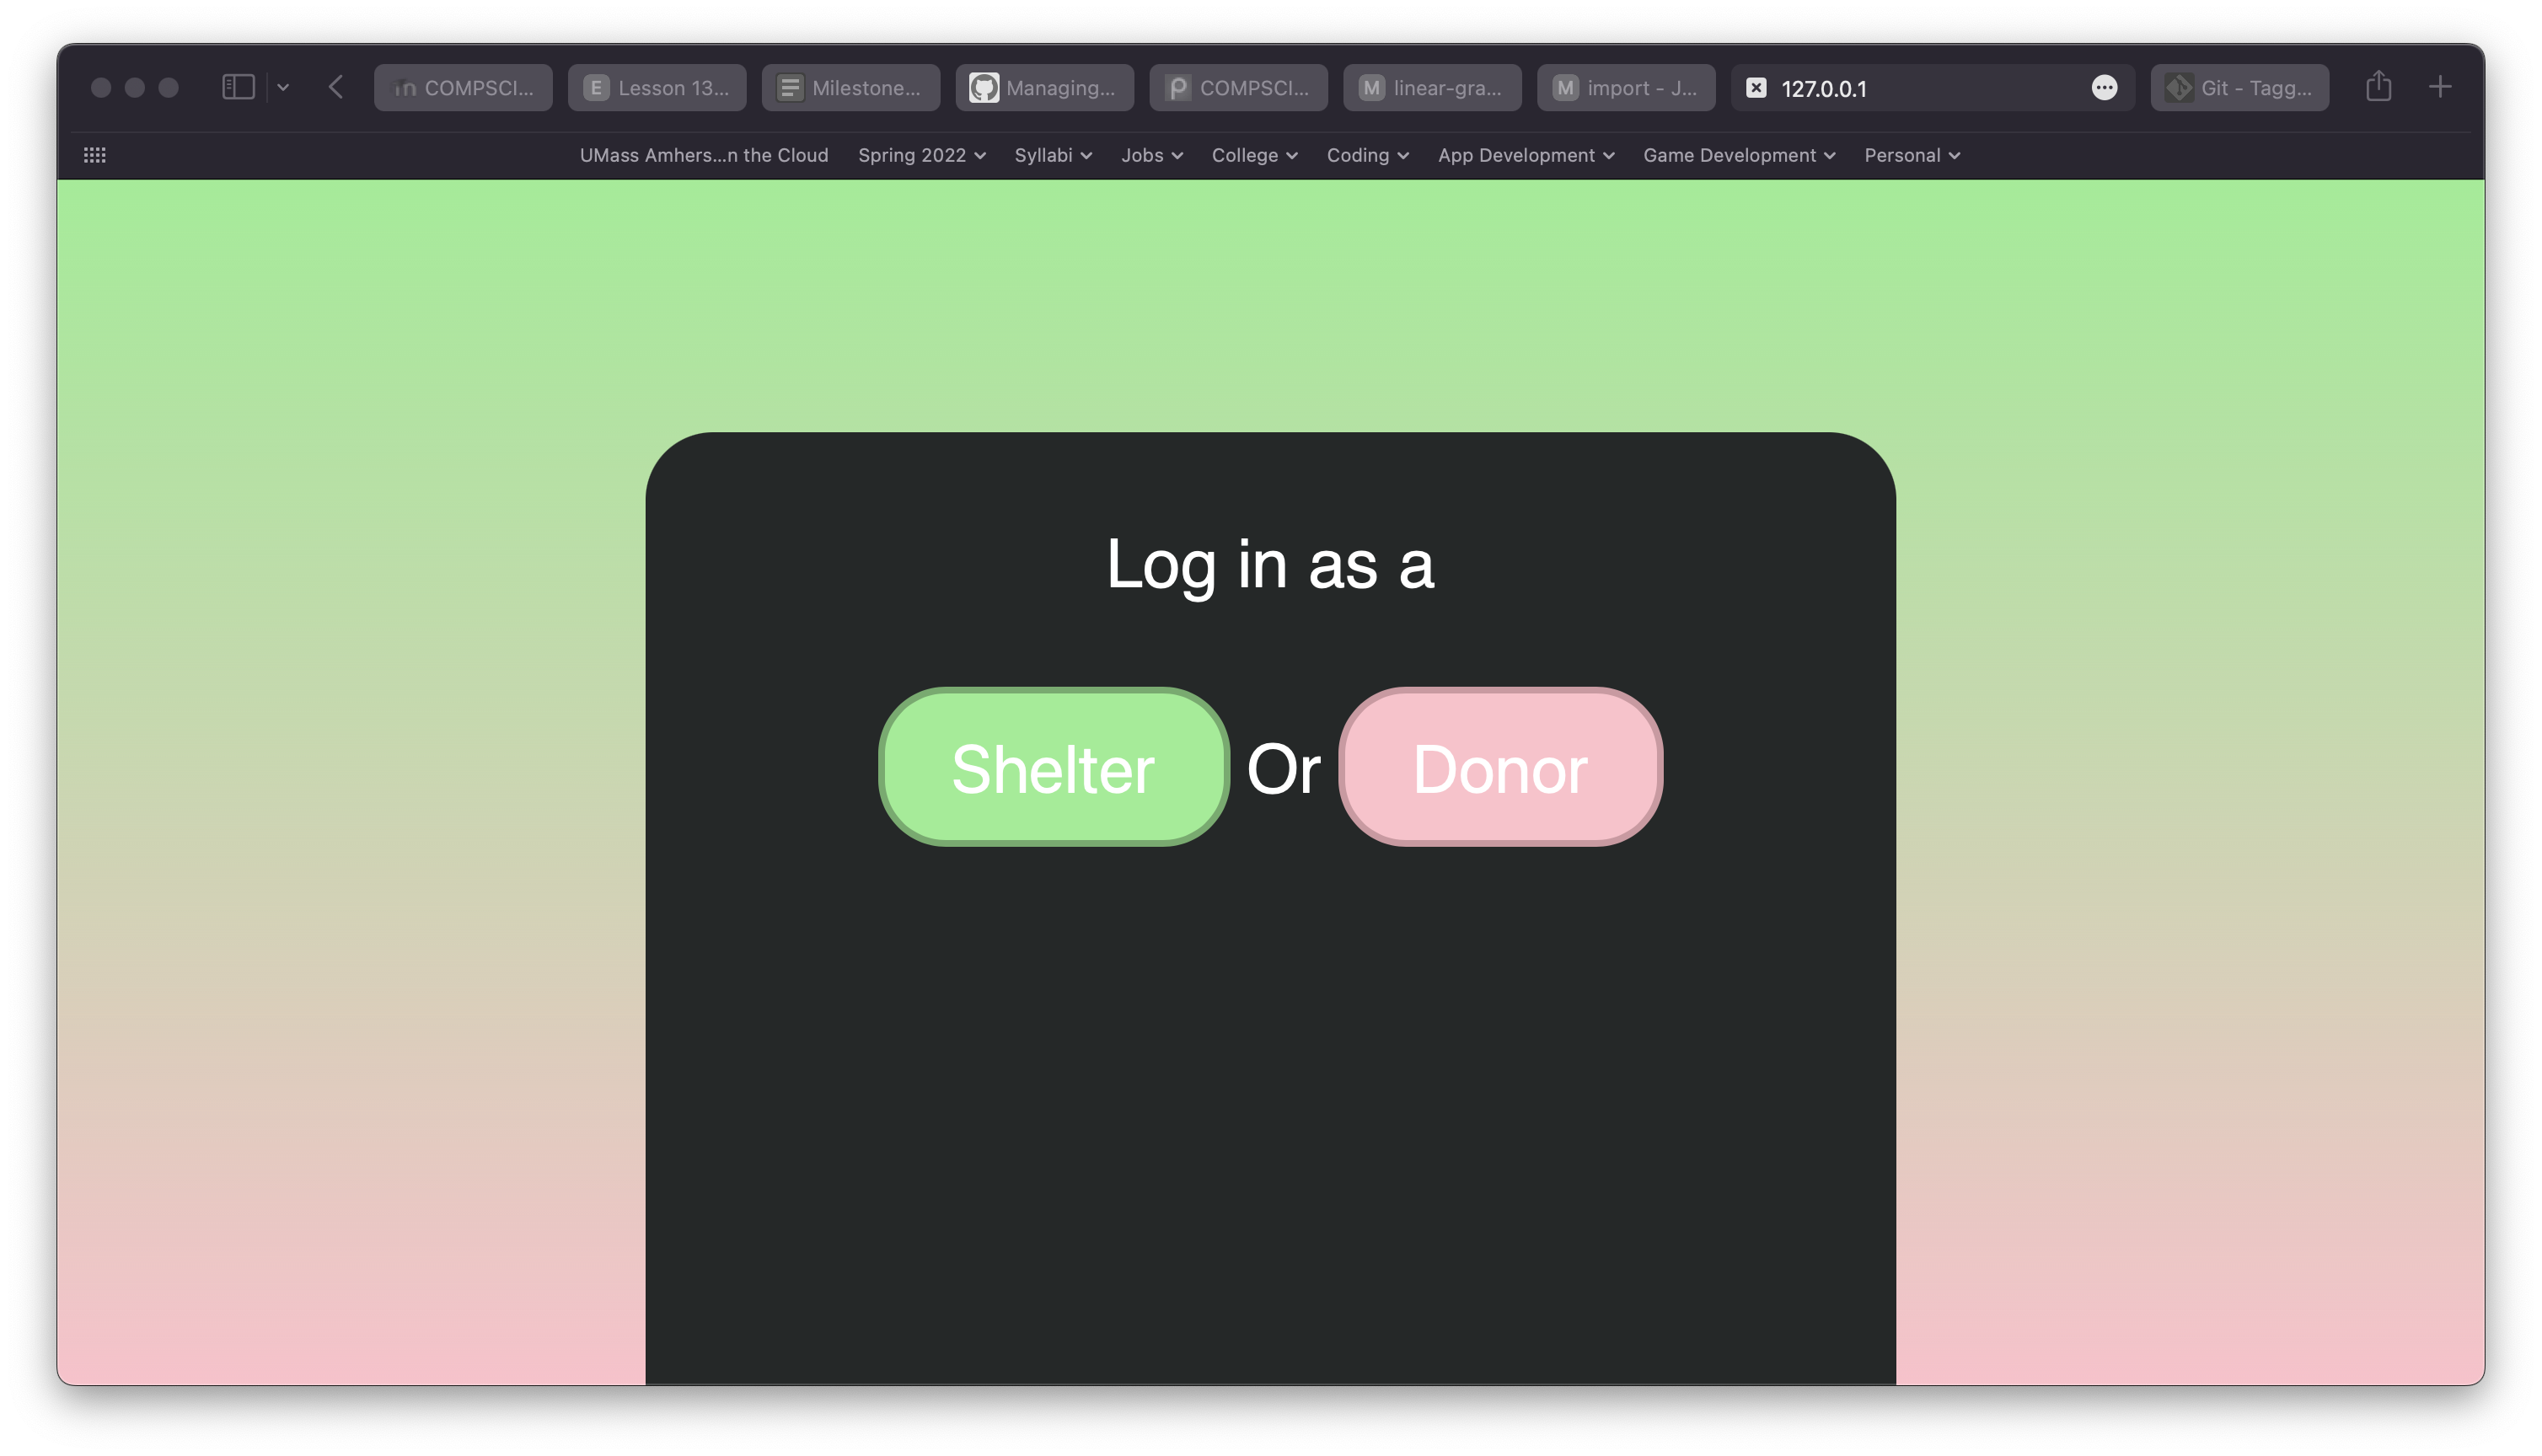 COMPSCI... E Lesson 13... Milestone... Managing... COMPSCI... M linear-gra... M import - J... 127.0.0.1 Git - Tagg...
UMass Amhers...n the Cloud Spring 2022 Syllabi Jobs College Coding App Development Game Development Personal
Log in as a
Shelter Or Donor